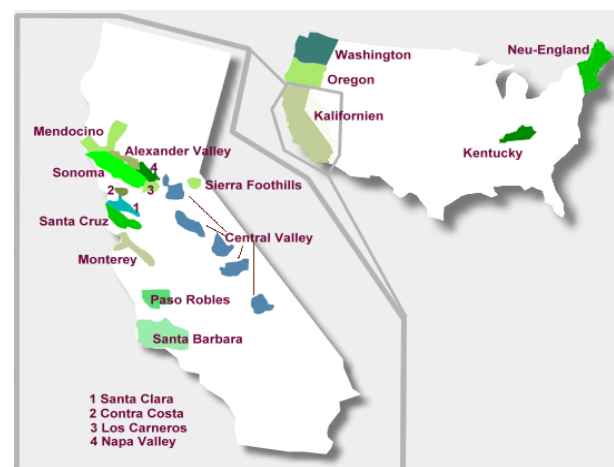 Washington
Neu-England
Oregon
Kalifornien
Kentucky
Mendocino
Alexander Valley
4
Sonoma
3
Sierra Foothills
2
1
Santa Cruz
Central Valley
Monterey
Paso Robles
Santa Barbara
1 Santa Clara
2 Contra Costa
3 Los Carneros
4 Napa Valley